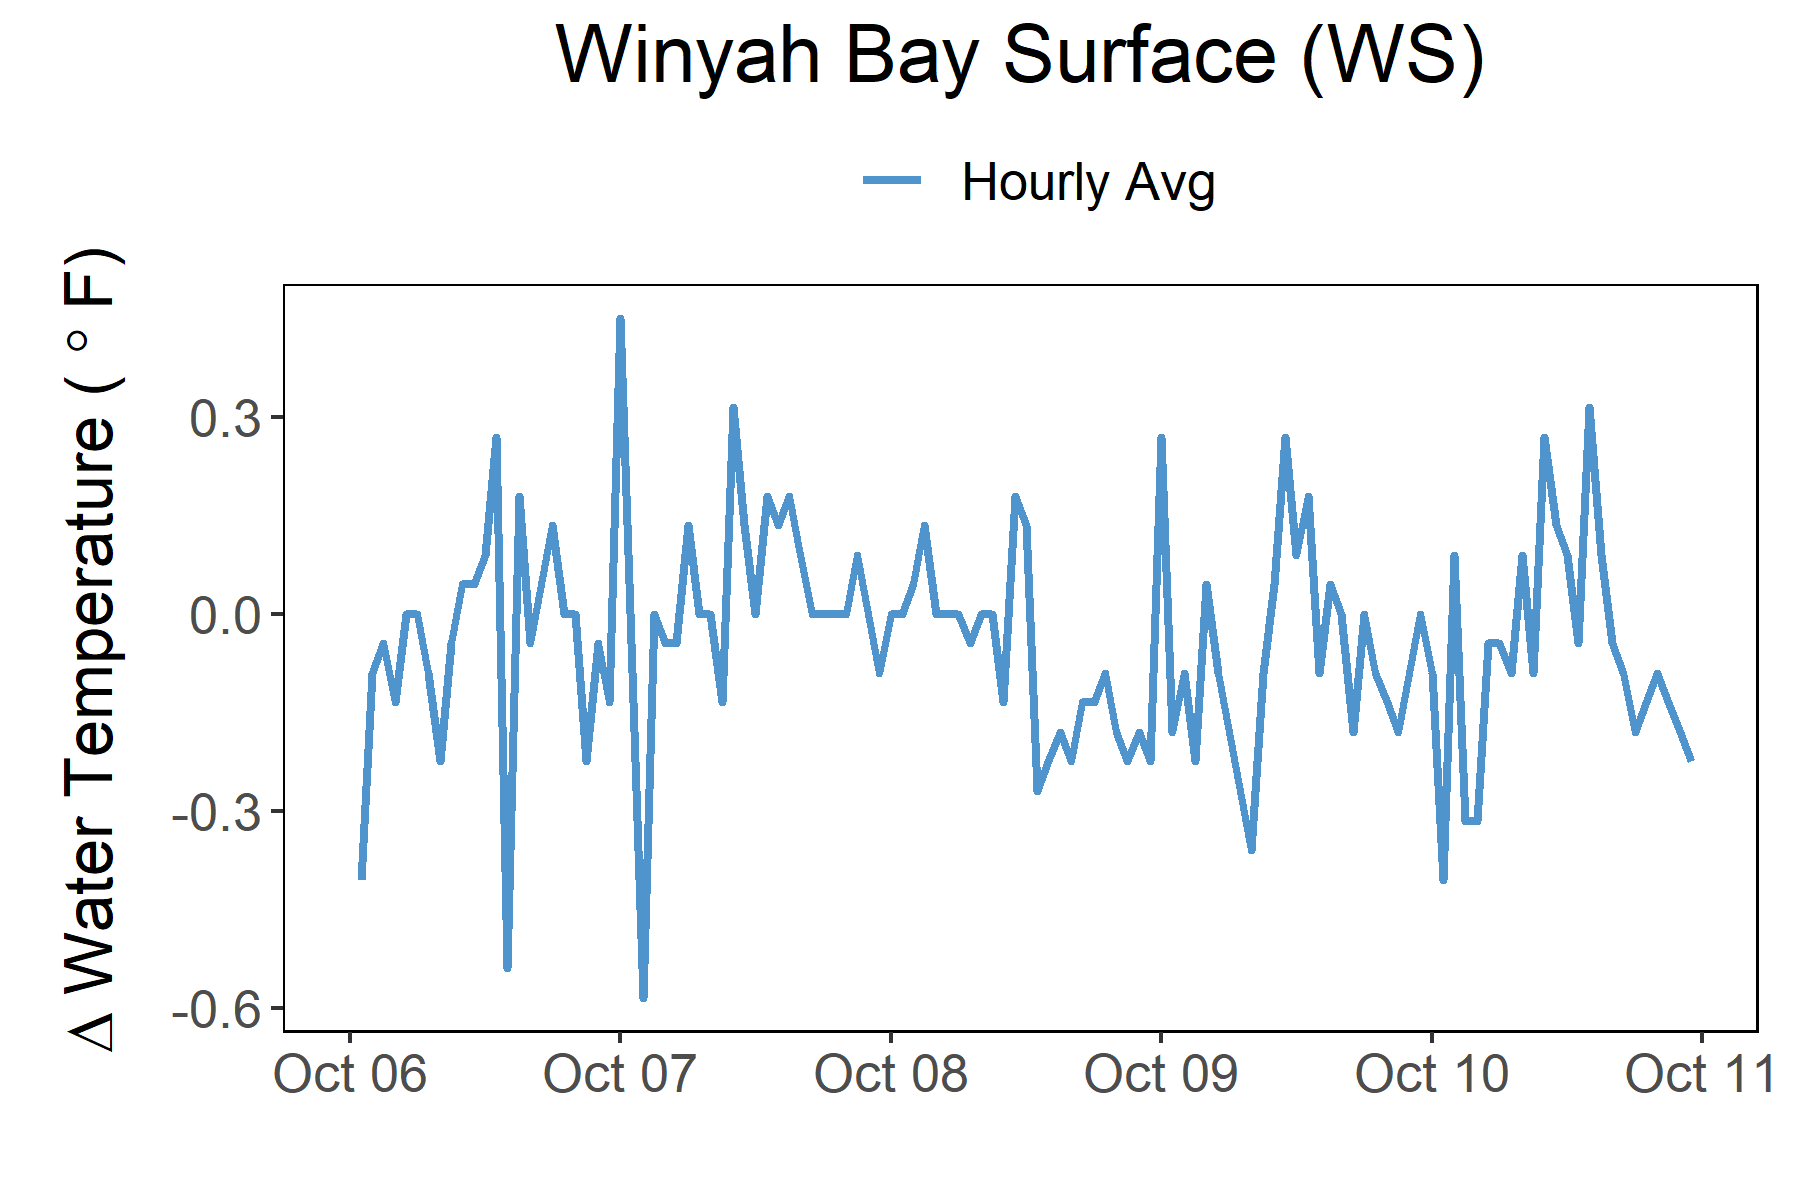 Winyah Bay Surface (WS)
Hourly Avg
Δ Water Temperature ( ° F)
0.3
0.0
-0.3
-0.6
Oct 06
Oct 07
Oct 08
Oct 09
Oct 10
Oct 11